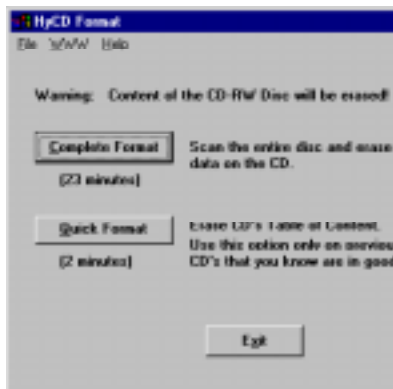 HyCD Format
File WWW Help
Warning: Content of the CD-RW Disc will be erased!
Complete Format
Scan the entire disc and erase
data on the CD.
(23 minutes)
Quick Format
Erase CD's Table of Content.
Use this option only on previou
CD's that you know are in good
(2 minutes)
Exit